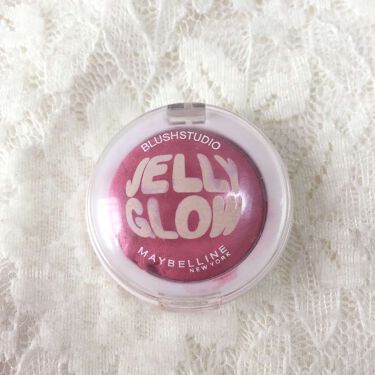 BLUSHSTUDIO
JELLY
GLOW
MAYBELLINE
NEW YORK